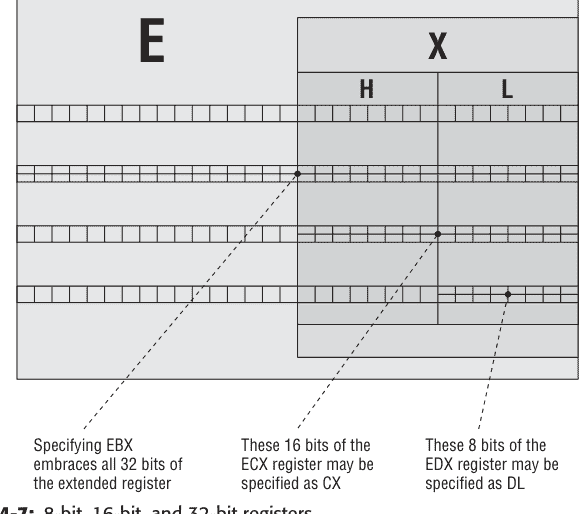 E
X
H
L
Specifying EBX
embraces all 32 bits of
the extended register
These 16 bits of the
ECX register may be
specified as CX
These 8 bits of the
EDX register may be
specified as DL
4-7: 8-bit, 16-bit, and 32-bit registers